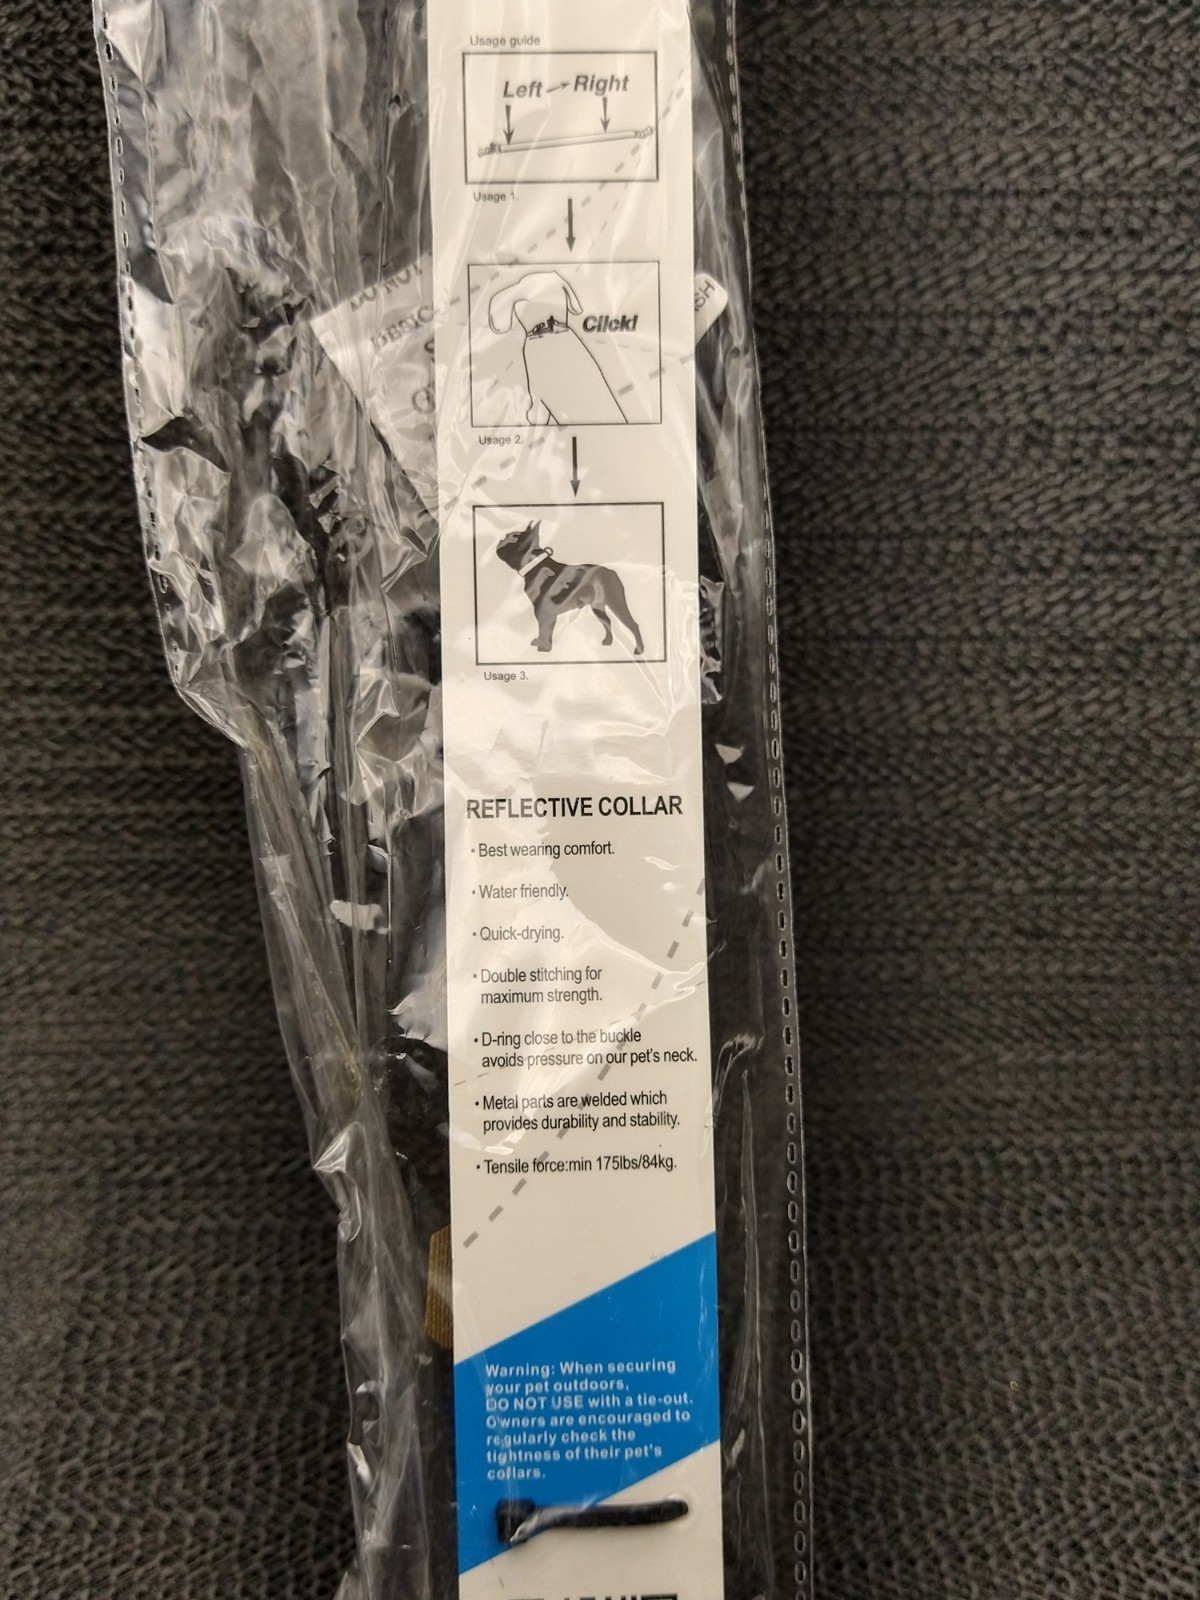 Usage guide
Left Right
Usage 1.
Click!
Usage 2.
Usage 3.
REFLECTIVE COLLAR
• Best wearing comfort.
• Water friendly.
• Quick-drying.
• Double stitching for
maximum strength.
• D-ring close to the buckle
avoids pressure on our pet's neck.
• Metal parts are welded which
provides durability and stability.
• Tensile force:min 175lbs/84kg.
Warning: When securing
your pet outdoors,
DO NOT USE with a tie-out.
Owners are encouraged to
regularly check the
tightness of their pet's
collars.